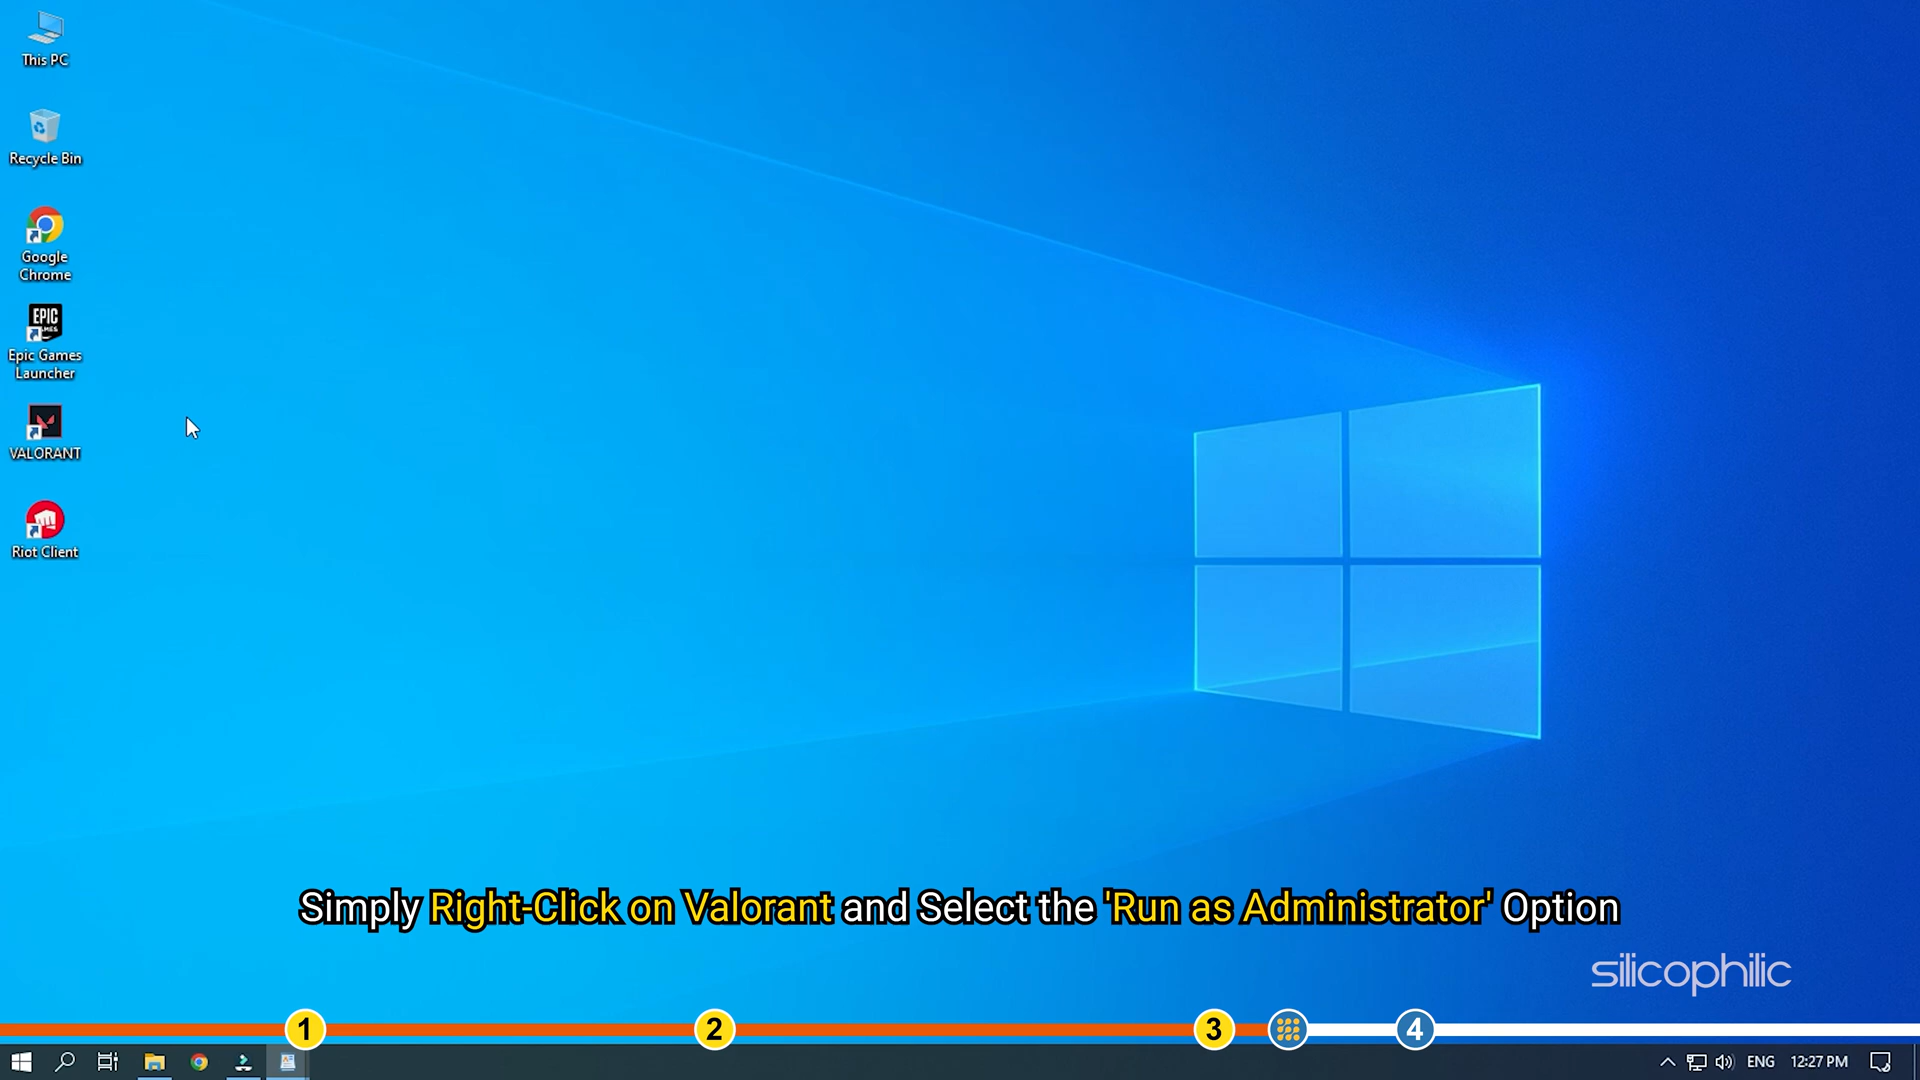 This PC
Recycle Bin
Google
Chrome
EPIC
Epic Games
Launcher
VALORANT
Riot Client
Simply Right-Click on Valorant and Select the 'Run as Administrator' Option
silicophilic
1
2
3
4
ENG
12:27 PM